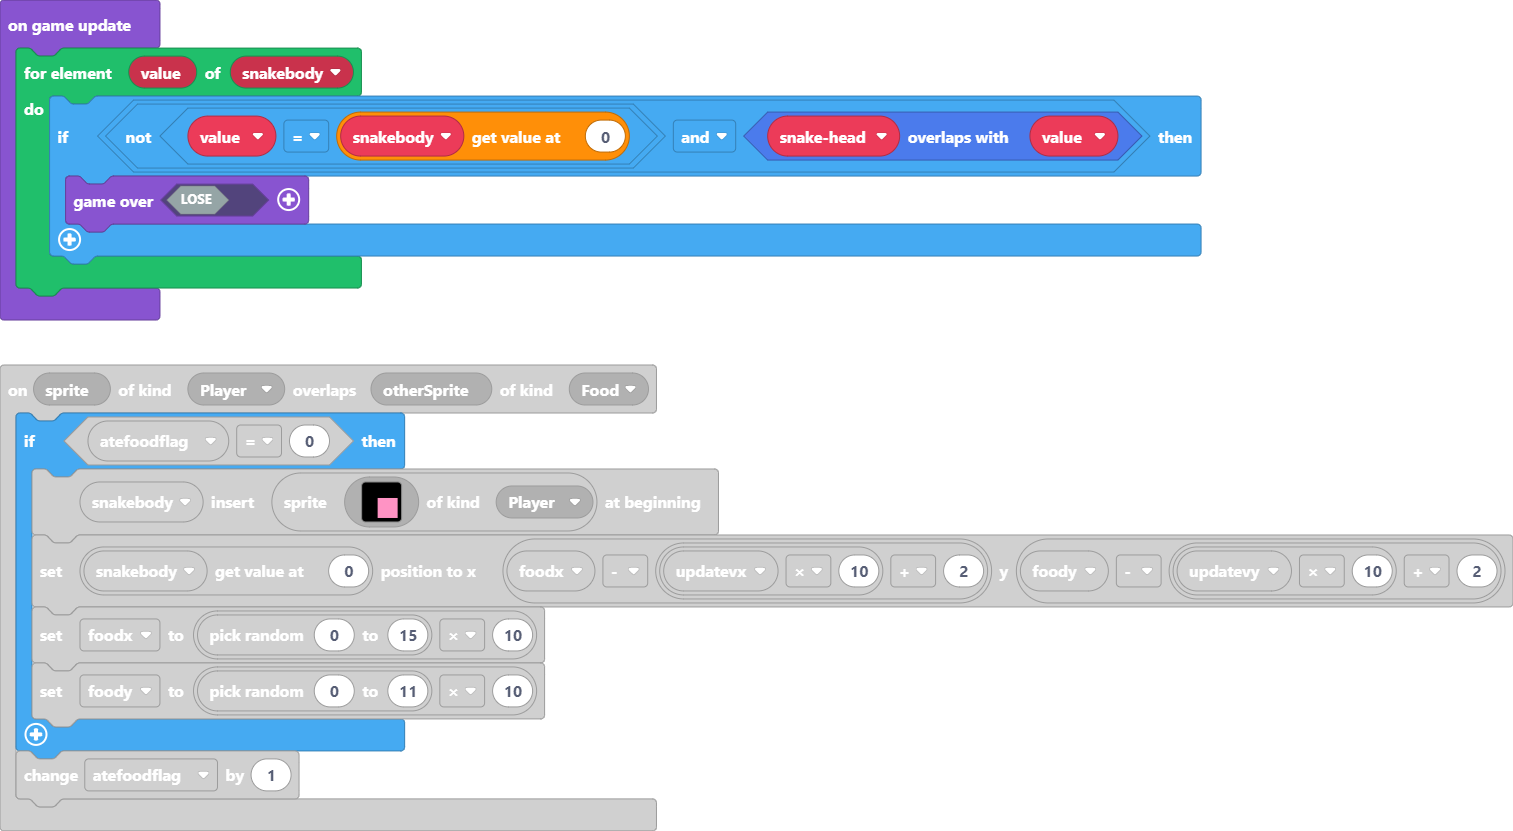 on game update
for element value of snakebody
do
if not value = snakebody get value at 0 and snake-head overlaps with value then
game over LOSE
on sprite of kind Player overlaps otherSprite of kind Food
if atefoodflag = 0 then
snakebody insert sprite of kind Player at beginning
set snakebody get value at 0 position to x foodx - updatevx × 10 + 2 y foody - updatevy × 10 + 2
set foodx to pick random 0 to 15 × 10
set foody to pick random 0 to 11 × 10
change atefoodflag by 1